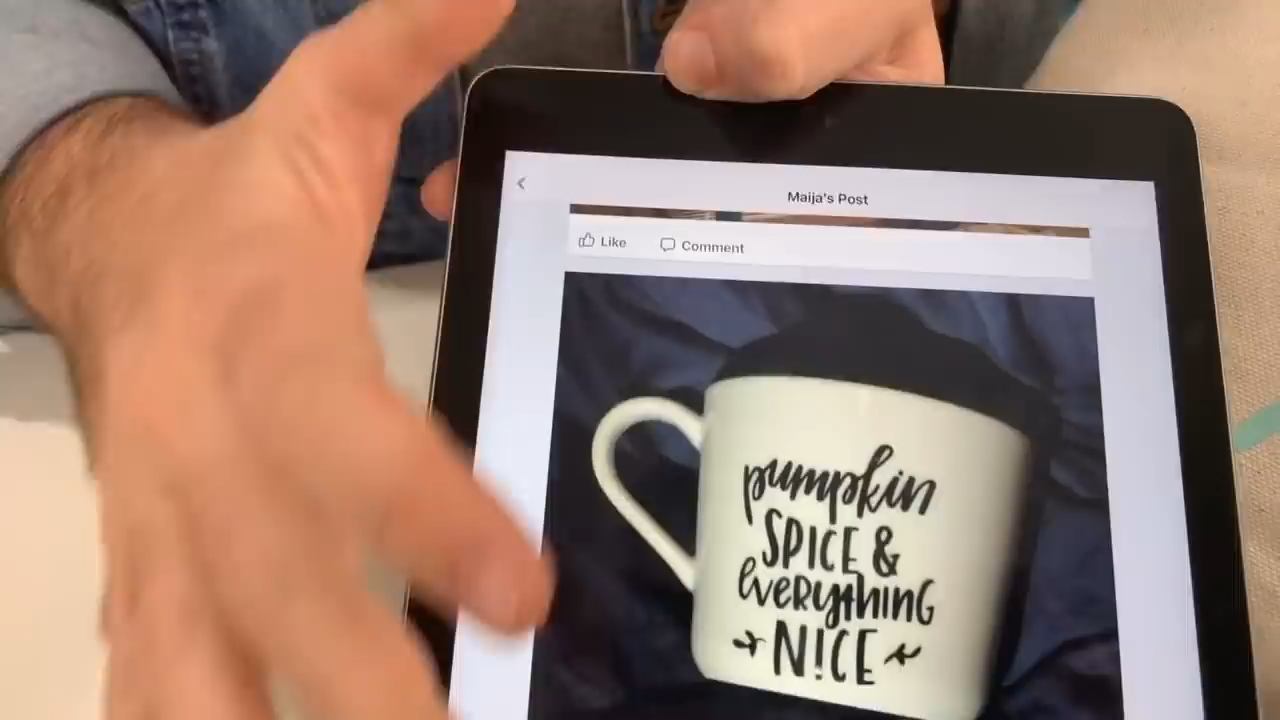 Maija's Post
Like Comment
pumpkin
SPICE &
everything
N!CE